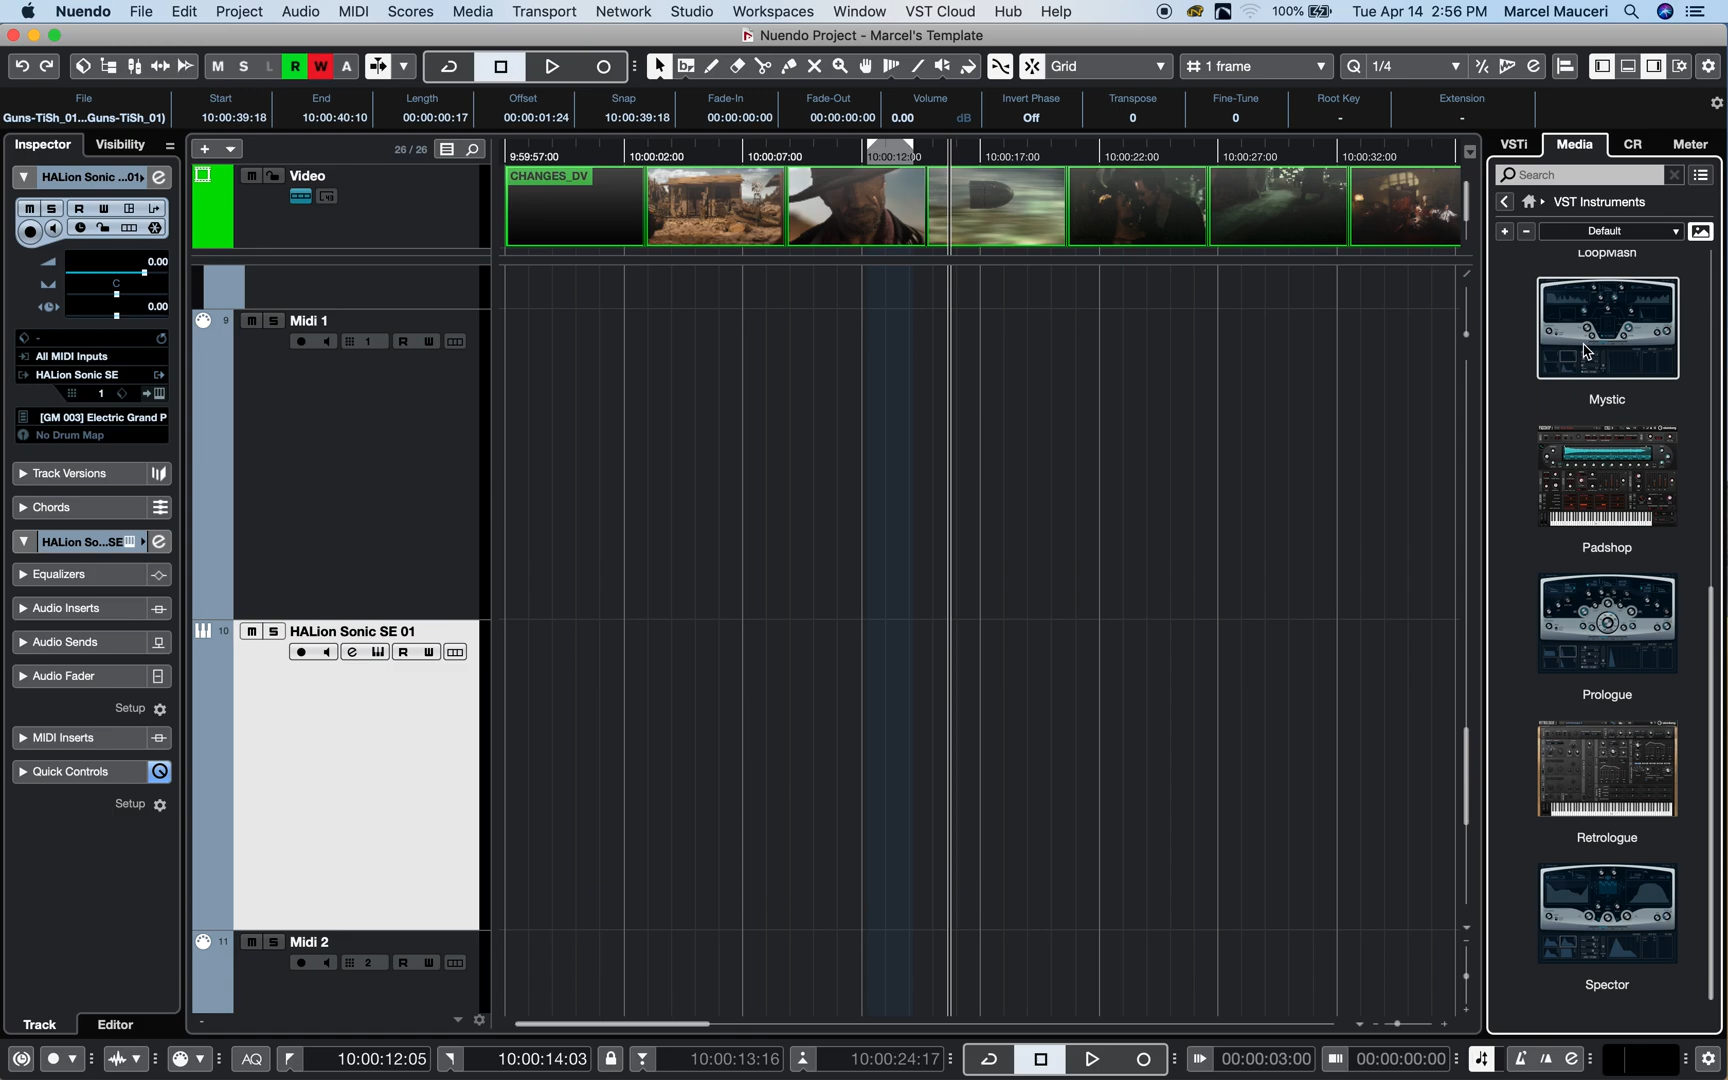 Nuendo File Edit Project Audio MIDI Scores Media Transport Network Studio Workspaces Window VST Cloud Hub Help 100% Tue Apr 14 2:56 PM Marcel Mauceri
Nuendo Project - Marcel's Template
M S L R W A Grid 1 frame Q 1/4
File Start End Length Offset Snap Fade-In Fade-Out Volume Invert Phase Transpose Fine-Tune Root Key Extension
Guns-TiSh_01...Guns-TiSh_01) 10:00:39:18 10:00:40:10 00:00:00:17 00:00:01:24 10:00:39:18 00:00:00:00 00:00:00:00 0.00 dB Off 0 0 - -
Inspector Visibility
26 / 26
9:59:57:00 10:00:02:00 10:00:07:00 10:00:12:00 10:00:17:00 10:00:22:00 10:00:27:00 10:00:32:00
VSTi Media CR Meter
HALion Sonic ...01
m S Video
CHANGES_DV
Search
VST Instruments
Default
m S R W
0.00
C
0.00
-
All MIDI Inputs
HALion Sonic SE
1
[GM 003] Electric Grand P
No Drum Map
Track Versions
Chords
HALion So...SE
Equalizers
Audio Inserts
Audio Sends
Audio Fader
Setup
MIDI Inserts
Quick Controls
Setup
Track Editor
9 m S Midi 1
1 R W
10 m S HALion Sonic SE 01
e R W
11 m S Midi 2
2 R W
LoopMash
Mystic
Padshop
Prologue
Retrologue
Spector
AQ 10:00:12:05 10:00:14:03 10:00:13:16 10:00:24:17 00:00:03:00 00:00:00:00